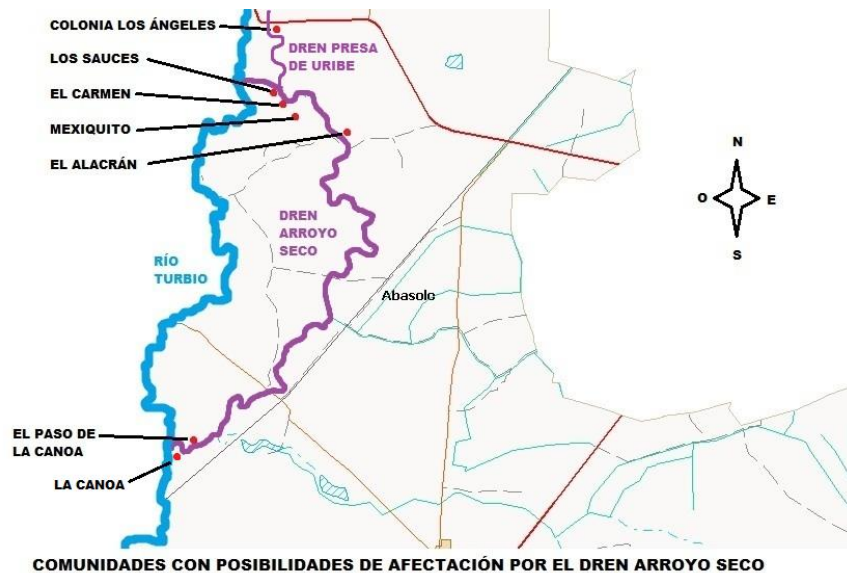 COLONIA LOS ÁNGELES
LOS SAUCES
EL CARMEN
MEXIQUITO
EL ALACRÁN
DREN PRESA
DE URIBE
DREN
ARROYO
SECO
RÍO
TURBIO
Abasolo
N
O
E
S
EL PASO DE
LA CANOA
LA CANOA
COMUNIDADES CON POSIBILIDADES DE AFECTACIÓN POR EL DREN ARROYO SECO